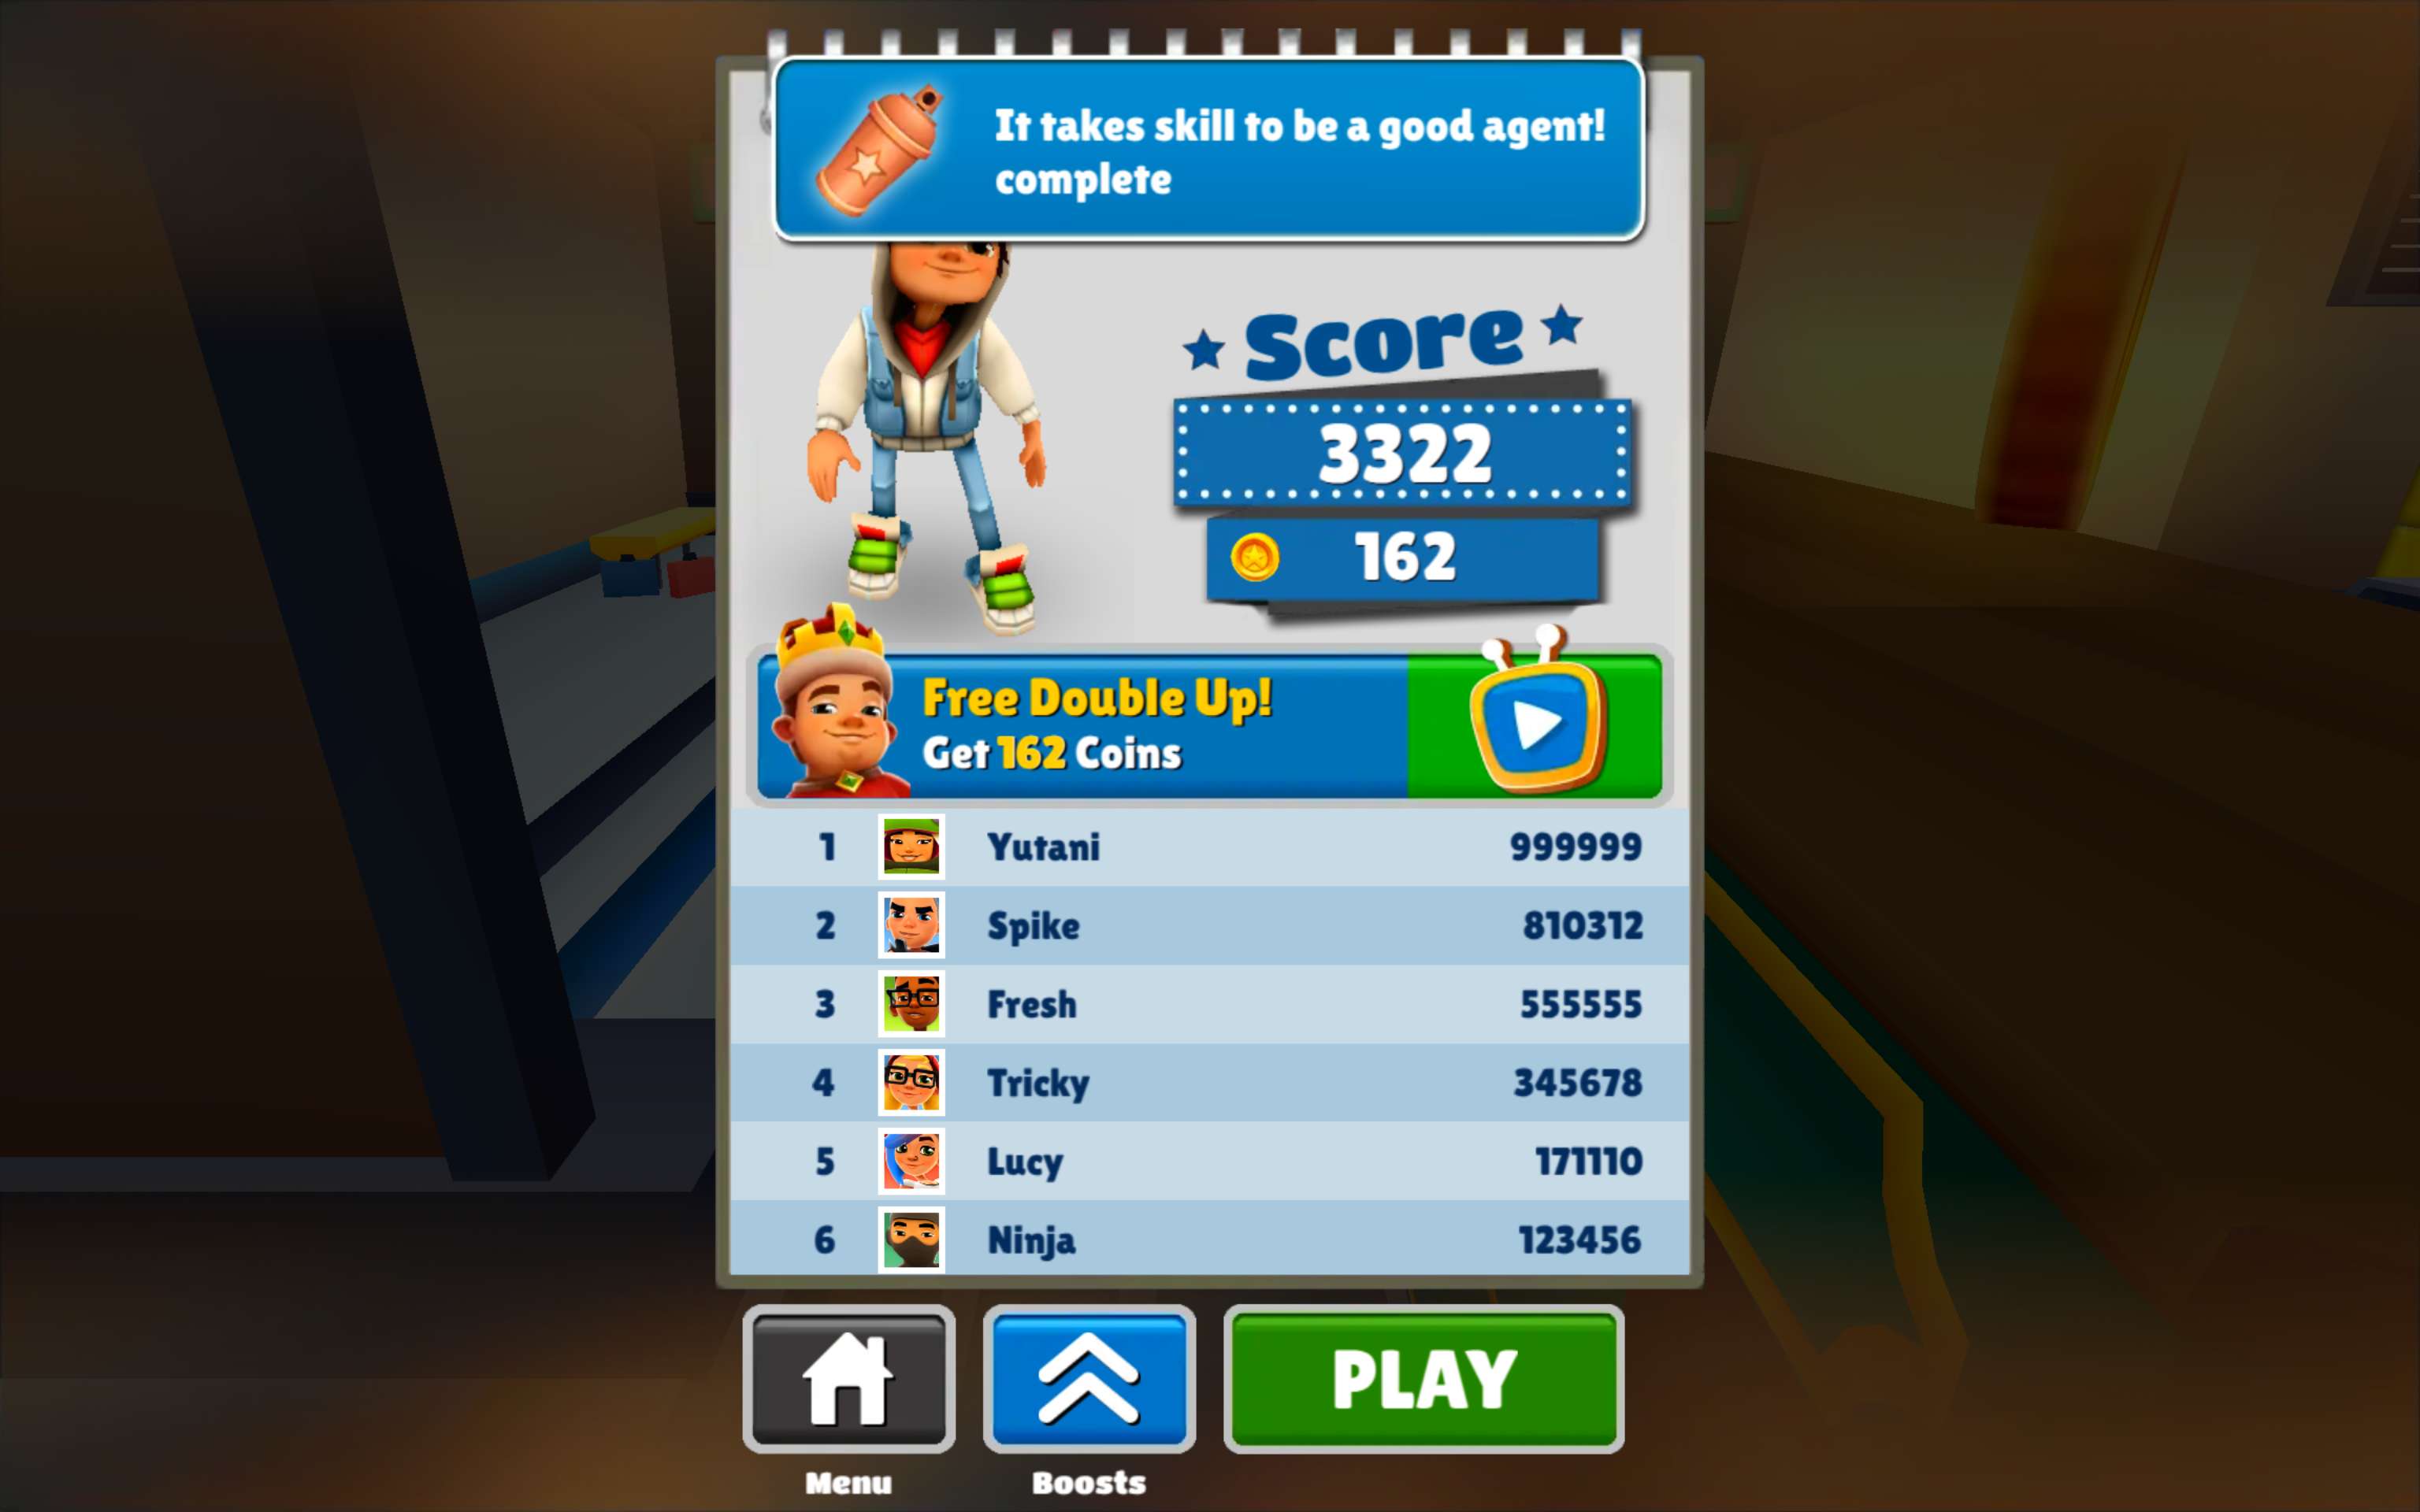 It takes skill to be a good agent!
complete
Score
3322
162
Free Double Up!
Get 162 Coins
1 Yutani 999999
2 Spike 810312
3 Fresh 555555
4 Tricky 345678
5 Lucy 171110
6 Ninja 123456
PLAY
Menu Boosts